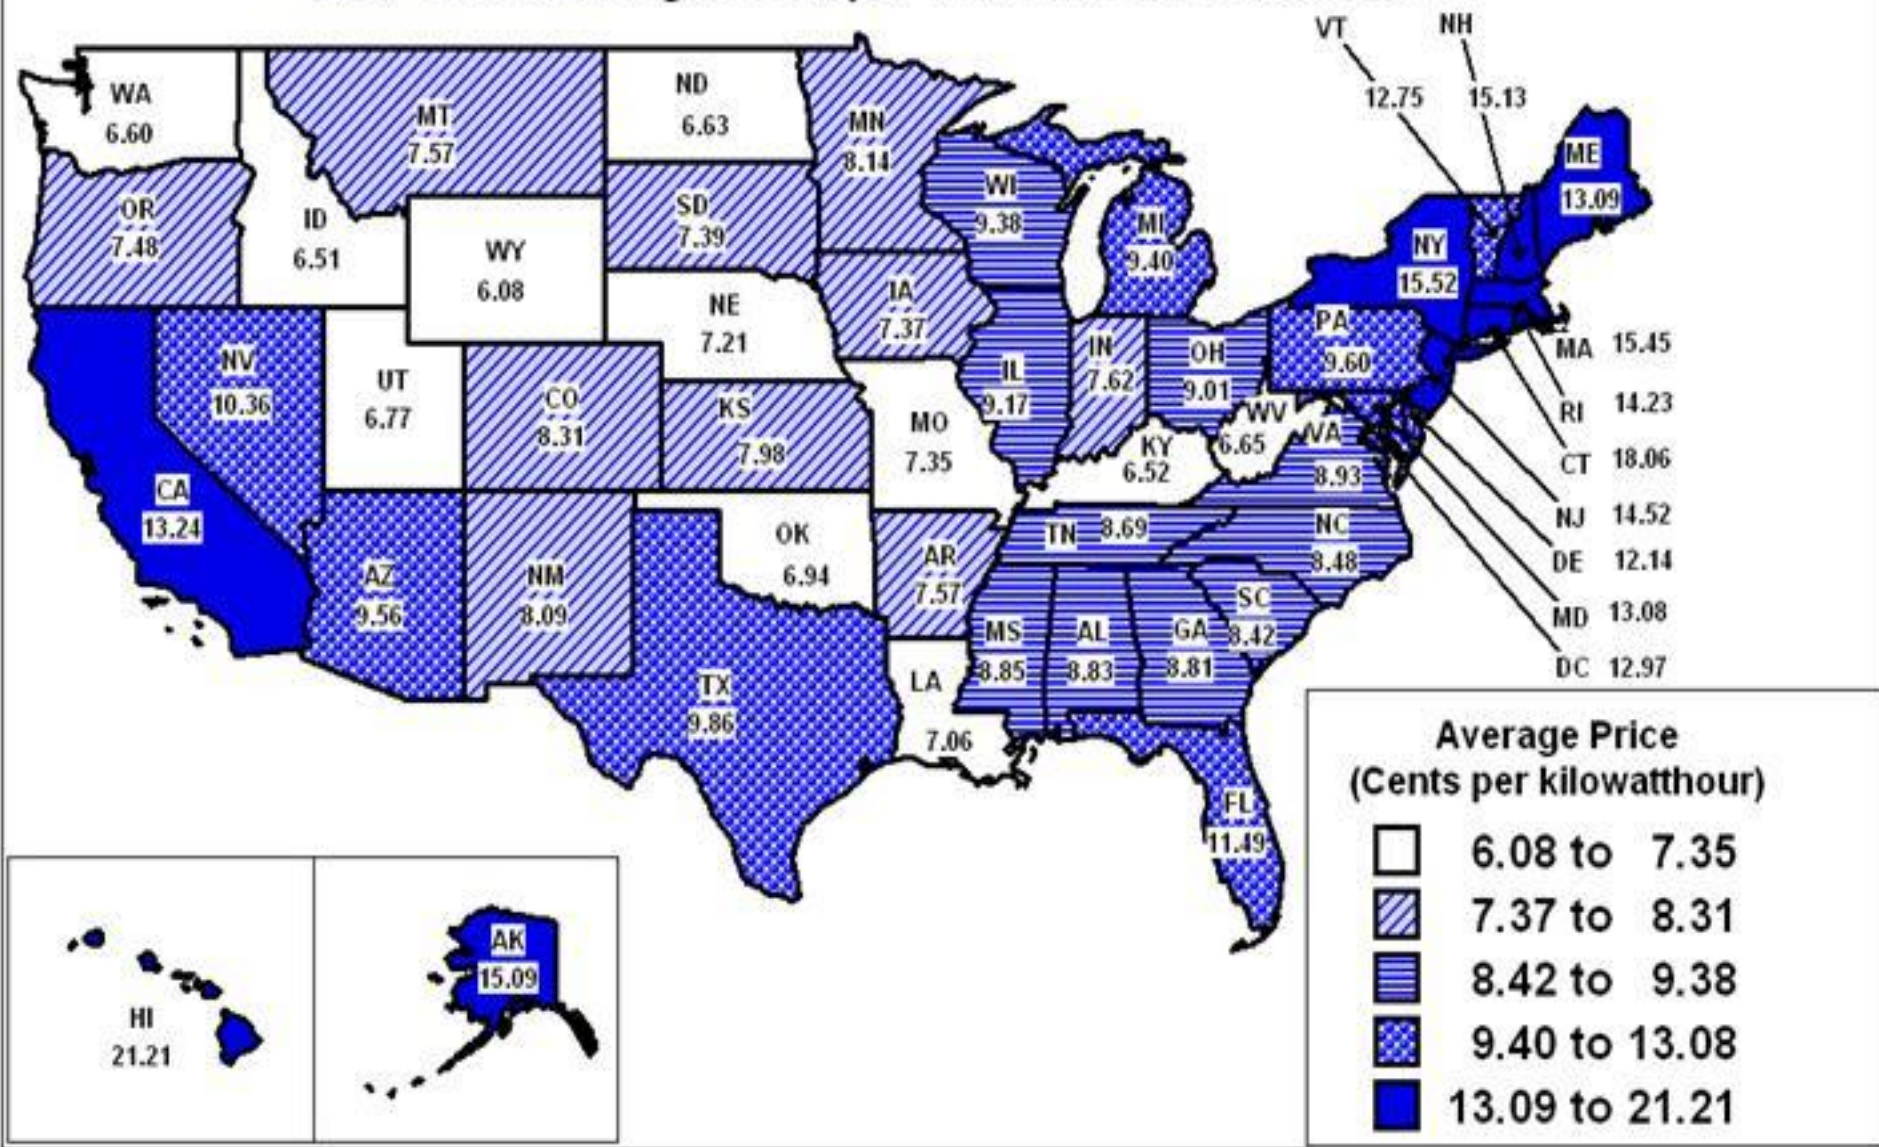 VT
NH
12.75
15.13
WA
6.60
MT
7.57
ND
6.63
MN
8.14
OR
7.48
ID
6.51
WY
6.08
SD
7.39
WI
9.38
MI
9.40
NY
15.52
ME
13.09
NV
10.36
UT
6.77
CO
8.31
NE
7.21
KS
7.98
IA
7.37
MO
7.35
IL
9.17
IN
7.62
OH
9.01
PA
9.60
WV
6.65
VA
8.93
KY
6.52
MA 15.45
RI 14.23
CT 18.06
NJ 14.52
DE 12.14
MD 13.08
DC 12.97
CA
13.24
AZ
9.56
NM
8.09
OK
6.94
AR
7.57
TN 8.69
NC
8.48
SC
8.42
MS
8.85
AL
8.83
GA
8.81
TX
9.86
LA
7.06
FL
11.49
HI
21.21
AK
15.09
Average Price
(Cents per kilowatthour)
6.08 to 7.35
7.37 to 8.31
8.42 to 9.38
9.40 to 13.08
13.09 to 21.21